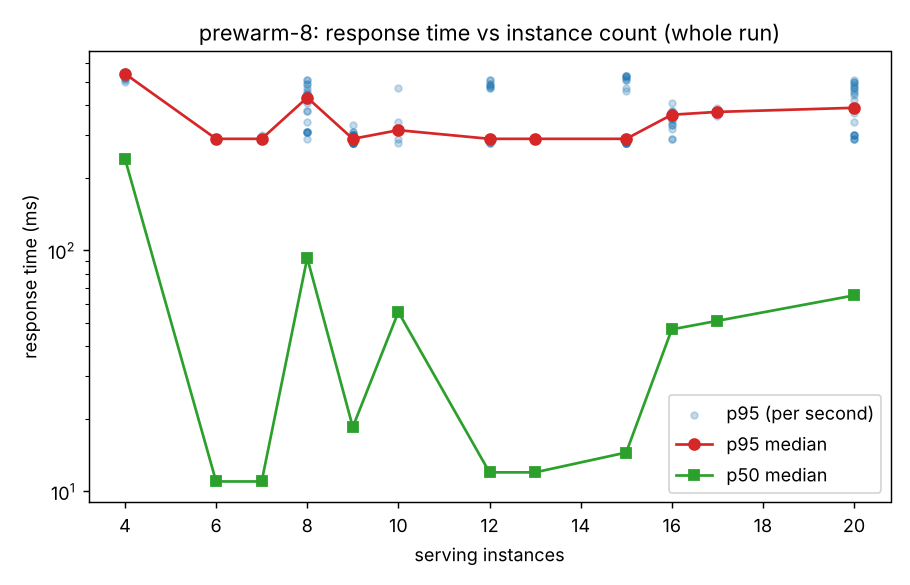 prewarm-8: response time vs instance count (whole run)
response time (ms)
10²
10¹
p95 (per second)
p95 median
p50 median
4 6 8 10 12 14 16 18 20
serving instances